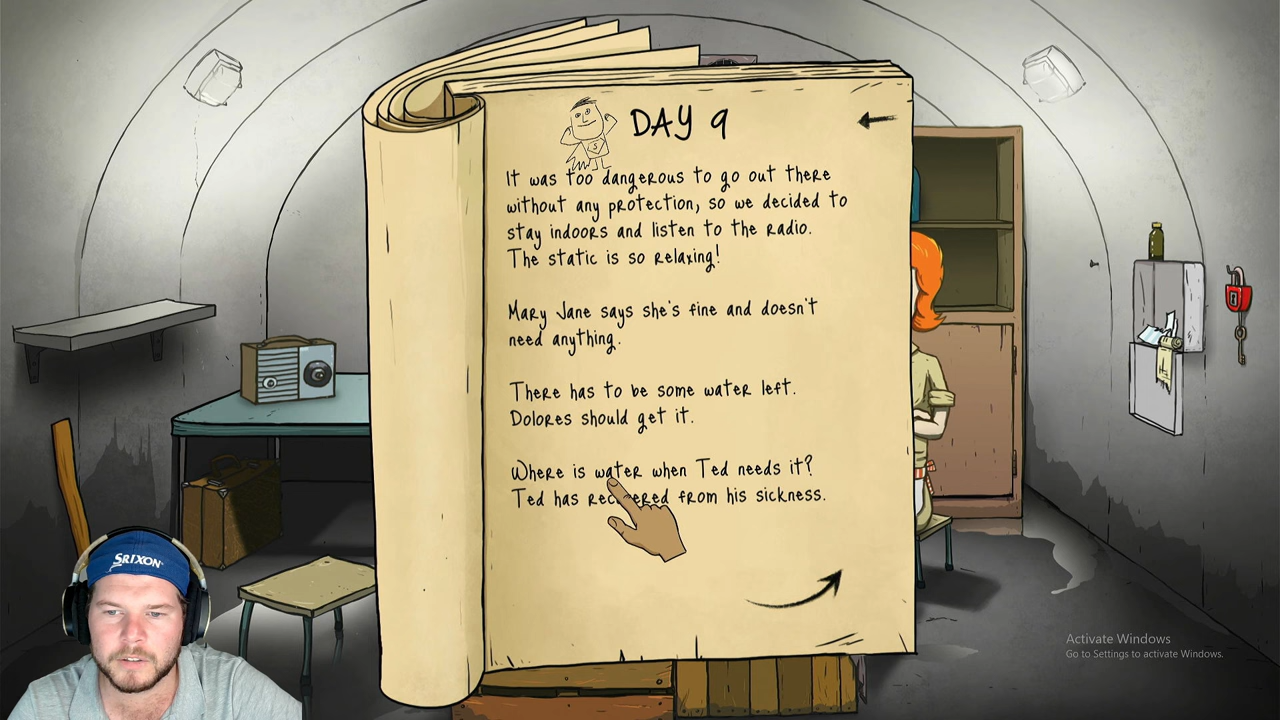 DAY 9
It was too dangerous to go out there
without any protection, so we decided to
stay indoors and listen to the radio.
The static is so relaxing!
Mary Jane says she's fine and doesn't
need anything.
There has to be some water left.
Dolores should get it.
Where is water when Ted needs it?
Ted has recovered from his sickness.
S
SRIXON
Activate Windows
Go to Settings to activate Windows.